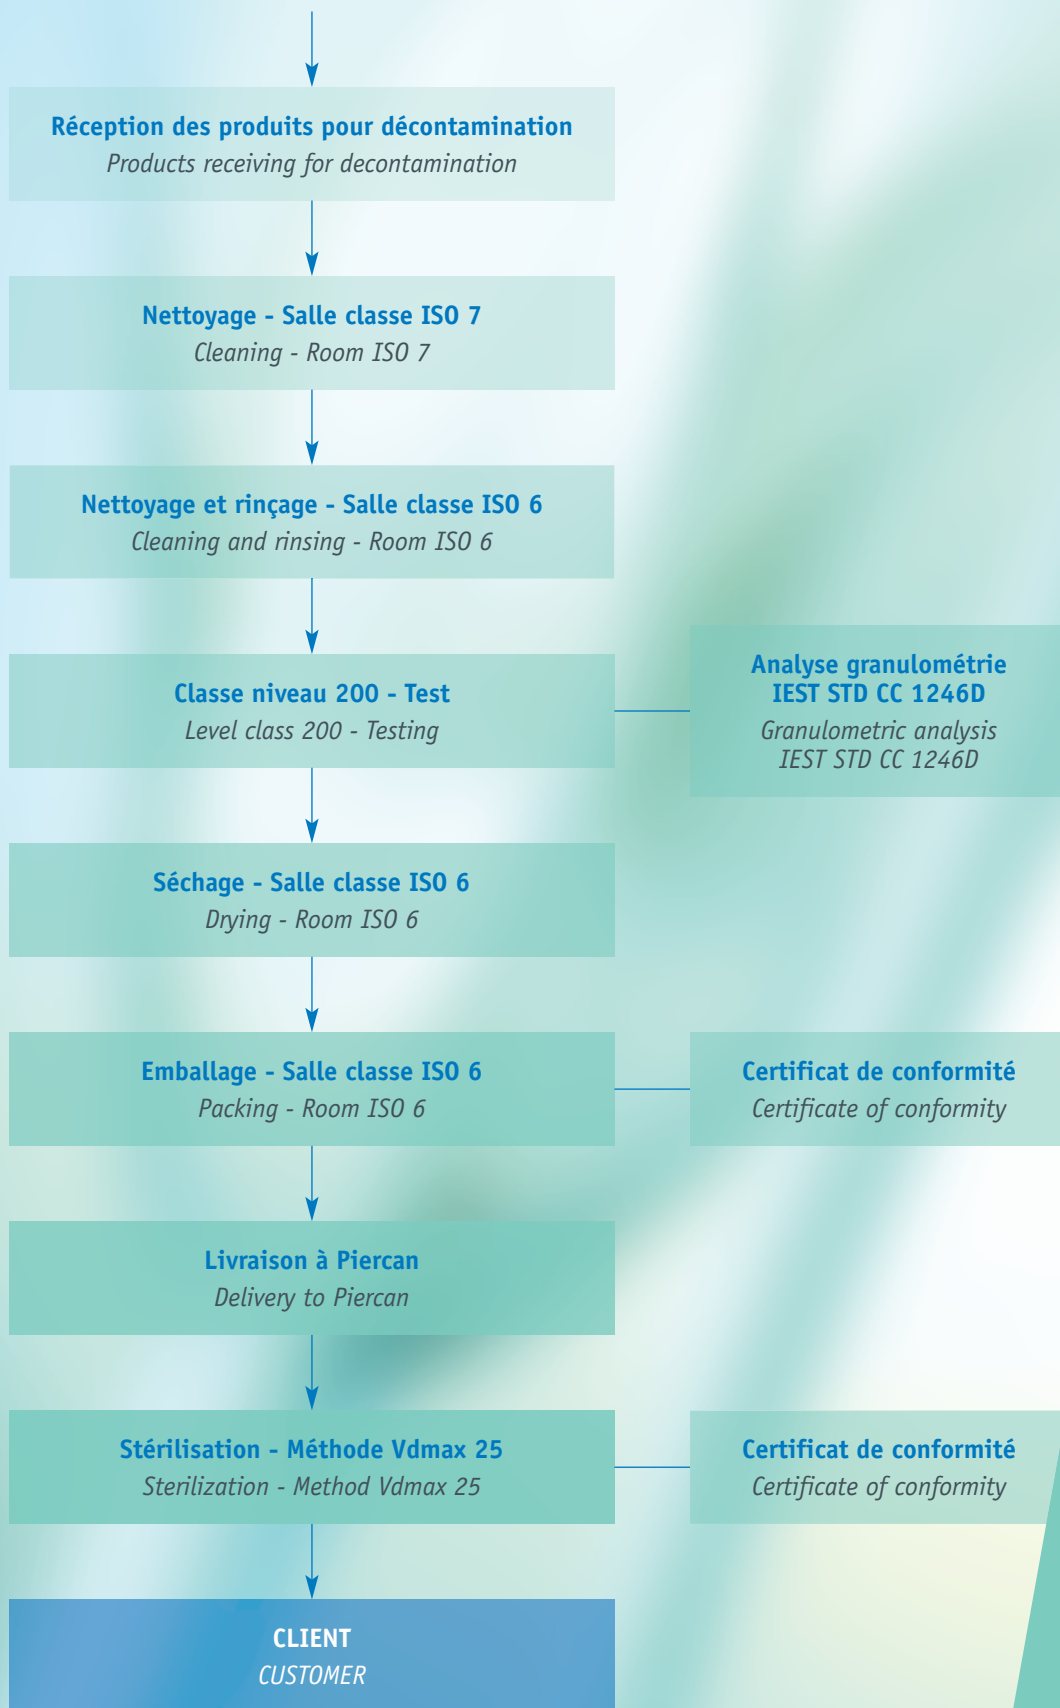 Réception des produits pour décontamination
Products receiving for decontamination
Nettoyage - Salle classe ISO 7
Cleaning - Room ISO 7
Nettoyage et rinçage - Salle classe ISO 6
Cleaning and rinsing - Room ISO 6
Classe niveau 200 - Test
Level class 200 - Testing
Analyse granulométrie
IEST STD CC 1246D
Granulometric analysis
IEST STD CC 1246D
Séchage - Salle classe ISO 6
Drying - Room ISO 6
Emballage - Salle classe ISO 6
Packing - Room ISO 6
Certificat de conformité
Certificate of conformity
Livraison à Piercan
Delivery to Piercan
Stérilisation - Méthode Vdmax 25
Sterilization - Method Vdmax 25
Certificat de conformité
Certificate of conformity
CLIENT
CUSTOMER